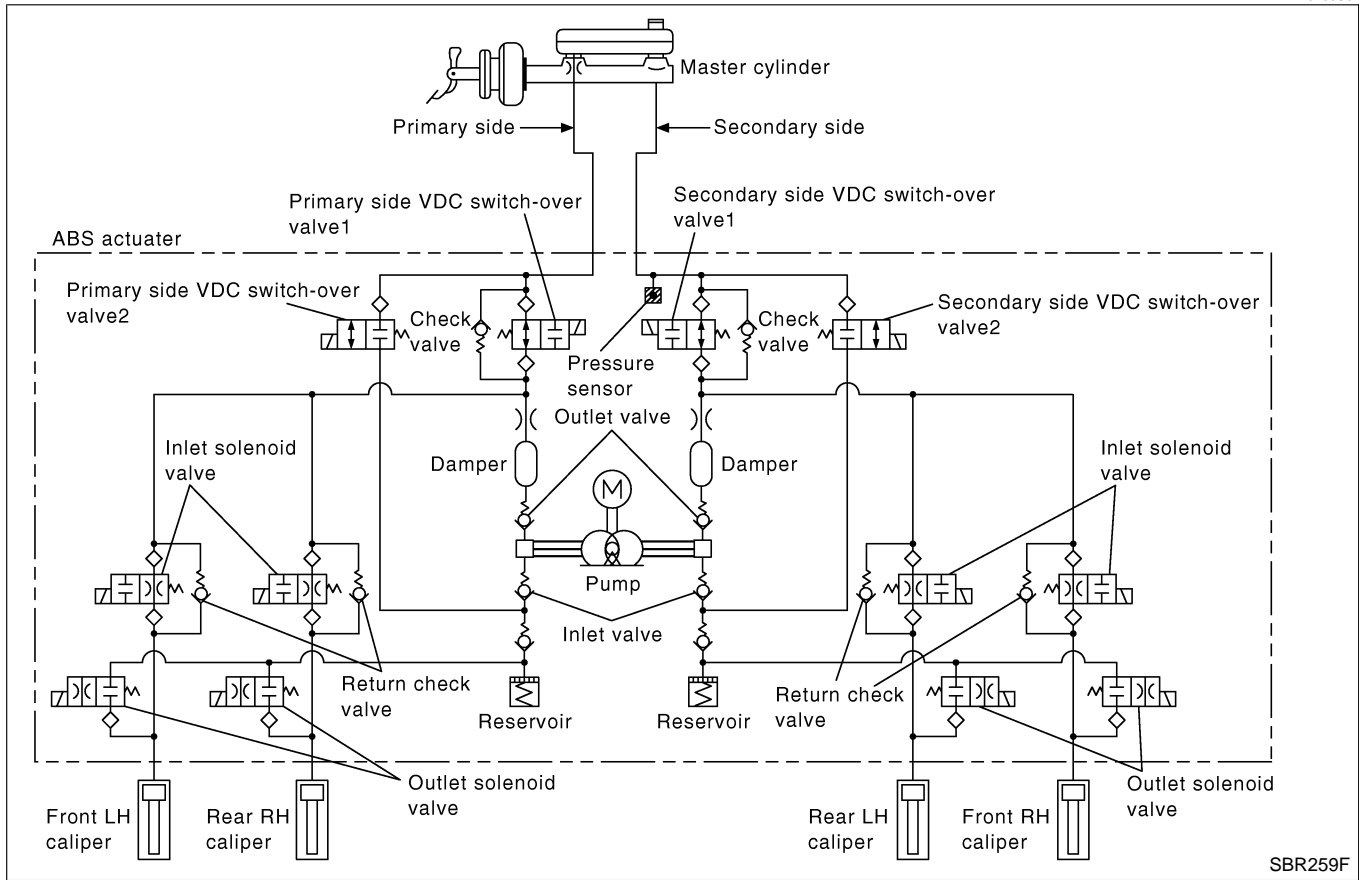 Master cylinder
Primary side
Secondary side
Primary side VDC switch-over
valve1
Secondary side VDC switch-over
valve1
ABS actuater
Primary side VDC switch-over
valve2
Check
valve
Pressure
sensor
Check
valve
Secondary side VDC switch-over
valve2
Outlet valve
Inlet solenoid
valve
Damper
M
Damper
Inlet solenoid
valve
Pump
Inlet valve
Return check
valve
Reservoir
Reservoir
Return check
valve
Outlet solenoid
valve
Outlet solenoid
valve
Front LH
caliper
Rear RH
caliper
Rear LH
caliper
Front RH
caliper
SBR259F